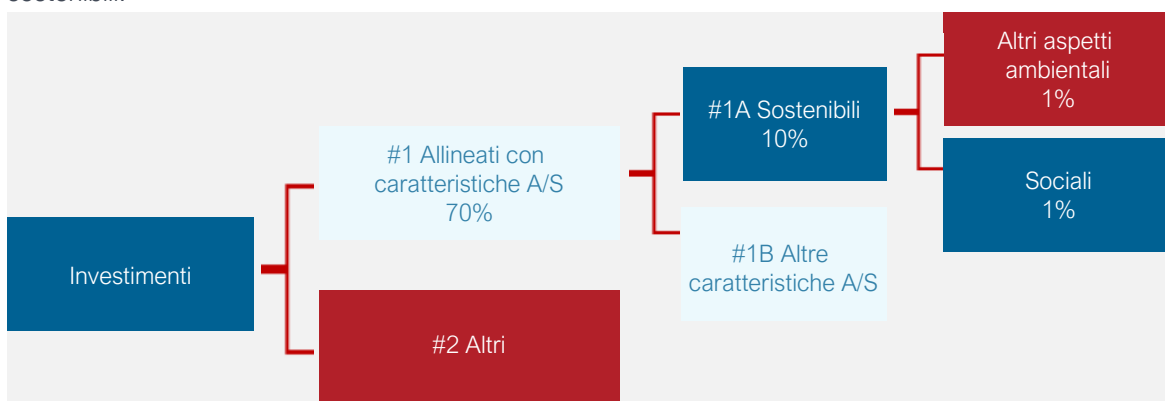 sostenibili.
Altri aspetti
ambientali
1%
#1A Sostenibili
10%
#1 Allineati con
caratteristiche A/S
70%
Sociali
1%
#1B Altre
caratteristiche A/S
Investimenti
#2 Altri